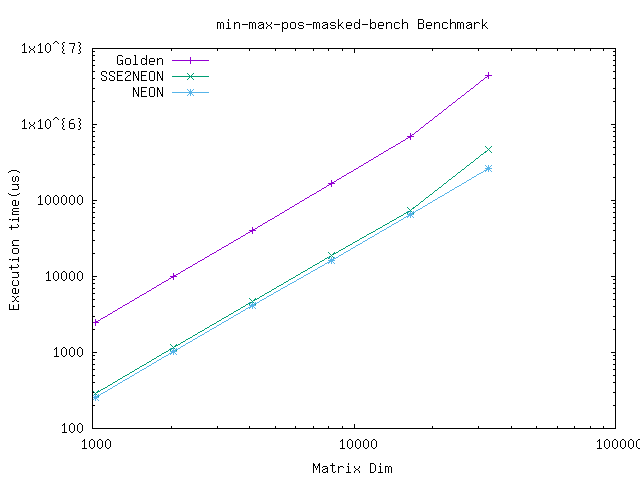 min-max-pos-masked-bench Benchmark
1x10^{7}
1x10^{6}
100000
10000
1000
100
Execution time(us)
Golden
SSE2NEON
NEON
1000
10000
100000
Matrix Dim